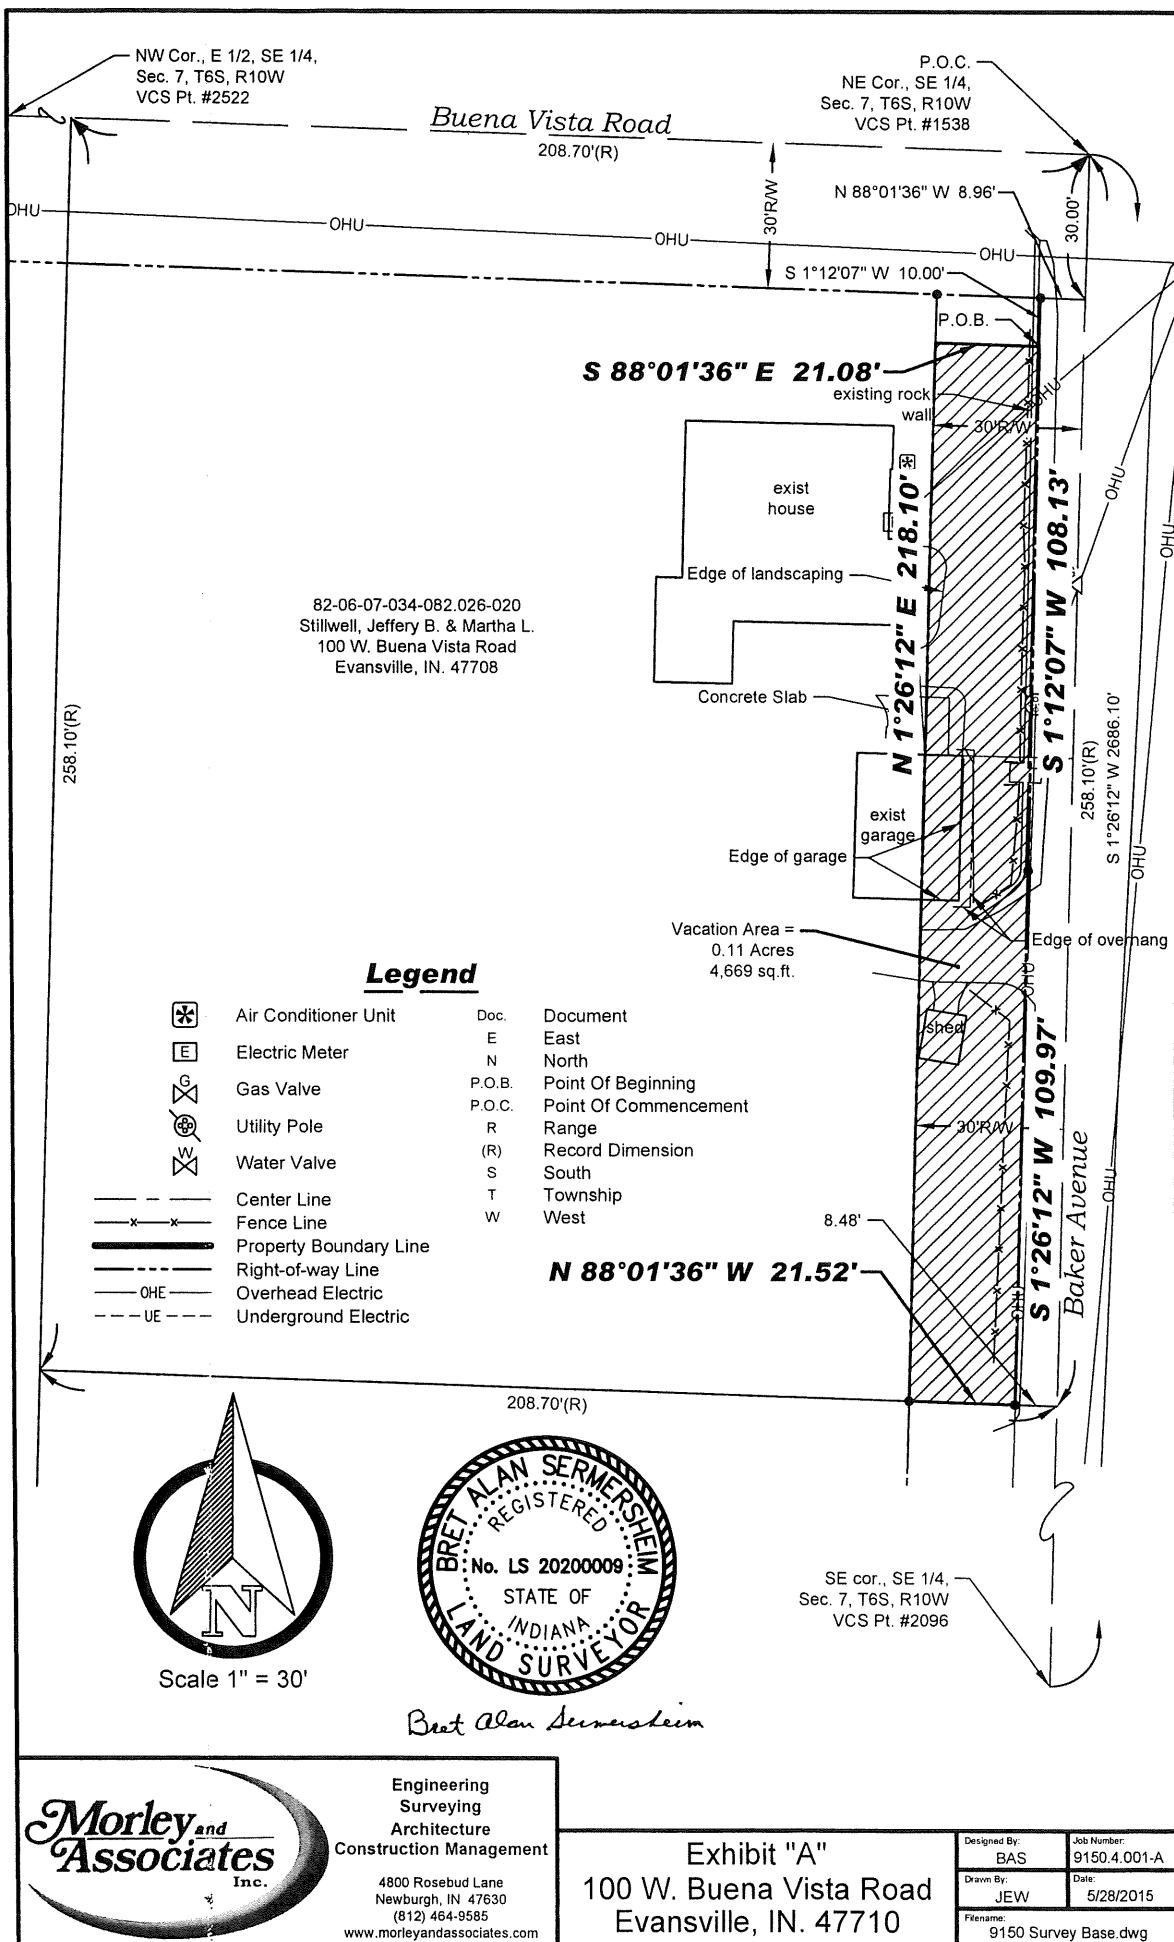 NW Cor., E 1/2, SE 1/4,
Sec. 7, T6S, R10W
VCS Pt. #2522
P.O.C.
NE Cor., SE 1/4,
Sec. 7, T6S, R10W
VCS Pt. #1538
Buena Vista Road
208.70'(R)
30'R/W
N 88°01'36" W 8.96'
30.00'
OHU
OHU
OHU
OHU
S 1°12'07" W 10.00'
P.O.B.
S 88°01'36" E 21.08'
existing rock
wall
OHU
30'R/W
OHU
OHU
exist
house
N 1°26'12" E 218.10'
S 1°12'07" W 108.13'
Edge of landscaping
82-06-07-034-082.026-020
Stillwell, Jeffery B. & Martha L.
100 W. Buena Vista Road
Evansville, IN. 47708
Concrete Slab
258.10'(R)
258.10'(R)
S 1°26'12" W 2686.10'
exist
garage
Edge of garage
OHU
Vacation Area =
0.11 Acres
4,669 sq.ft.
Edge of overhang
OHU
shed
30'R/W
S 1°26'12" W 109.97'
Baker Avenue
OHU
8.48'
N 88°01'36" W 21.52'
OHU
Legend
Air Conditioner Unit
E Electric Meter
G Gas Valve
Utility Pole
W Water Valve
Center Line
Fence Line
Property Boundary Line
Right-of-way Line
OHE Overhead Electric
UE Underground Electric
Doc. Document
E East
N North
P.O.B. Point Of Beginning
P.O.C. Point Of Commencement
R Range
(R) Record Dimension
S South
T Township
W West
208.70'(R)
N
Scale 1" = 30'
BRET ALAN SERMERSHEIM
REGISTERED
No. LS 20200009
STATE OF
INDIANA
LAND SURVEYOR
Bret Alan Sermersheim
SE cor., SE 1/4,
Sec. 7, T6S, R10W
VCS Pt. #2096
Morley and
Associates
Inc.
Engineering
Surveying
Architecture
Construction Management
4800 Rosebud Lane
Newburgh, IN 47630
(812) 464-9585
www.morleyandassociates.com
Exhibit "A"
100 W. Buena Vista Road
Evansville, IN. 47710
Designed By:
BAS
Job Number:
9150.4.001-A
Drawn By:
JEW
Date:
5/28/2015
Filename:
9150 Survey Base.dwg